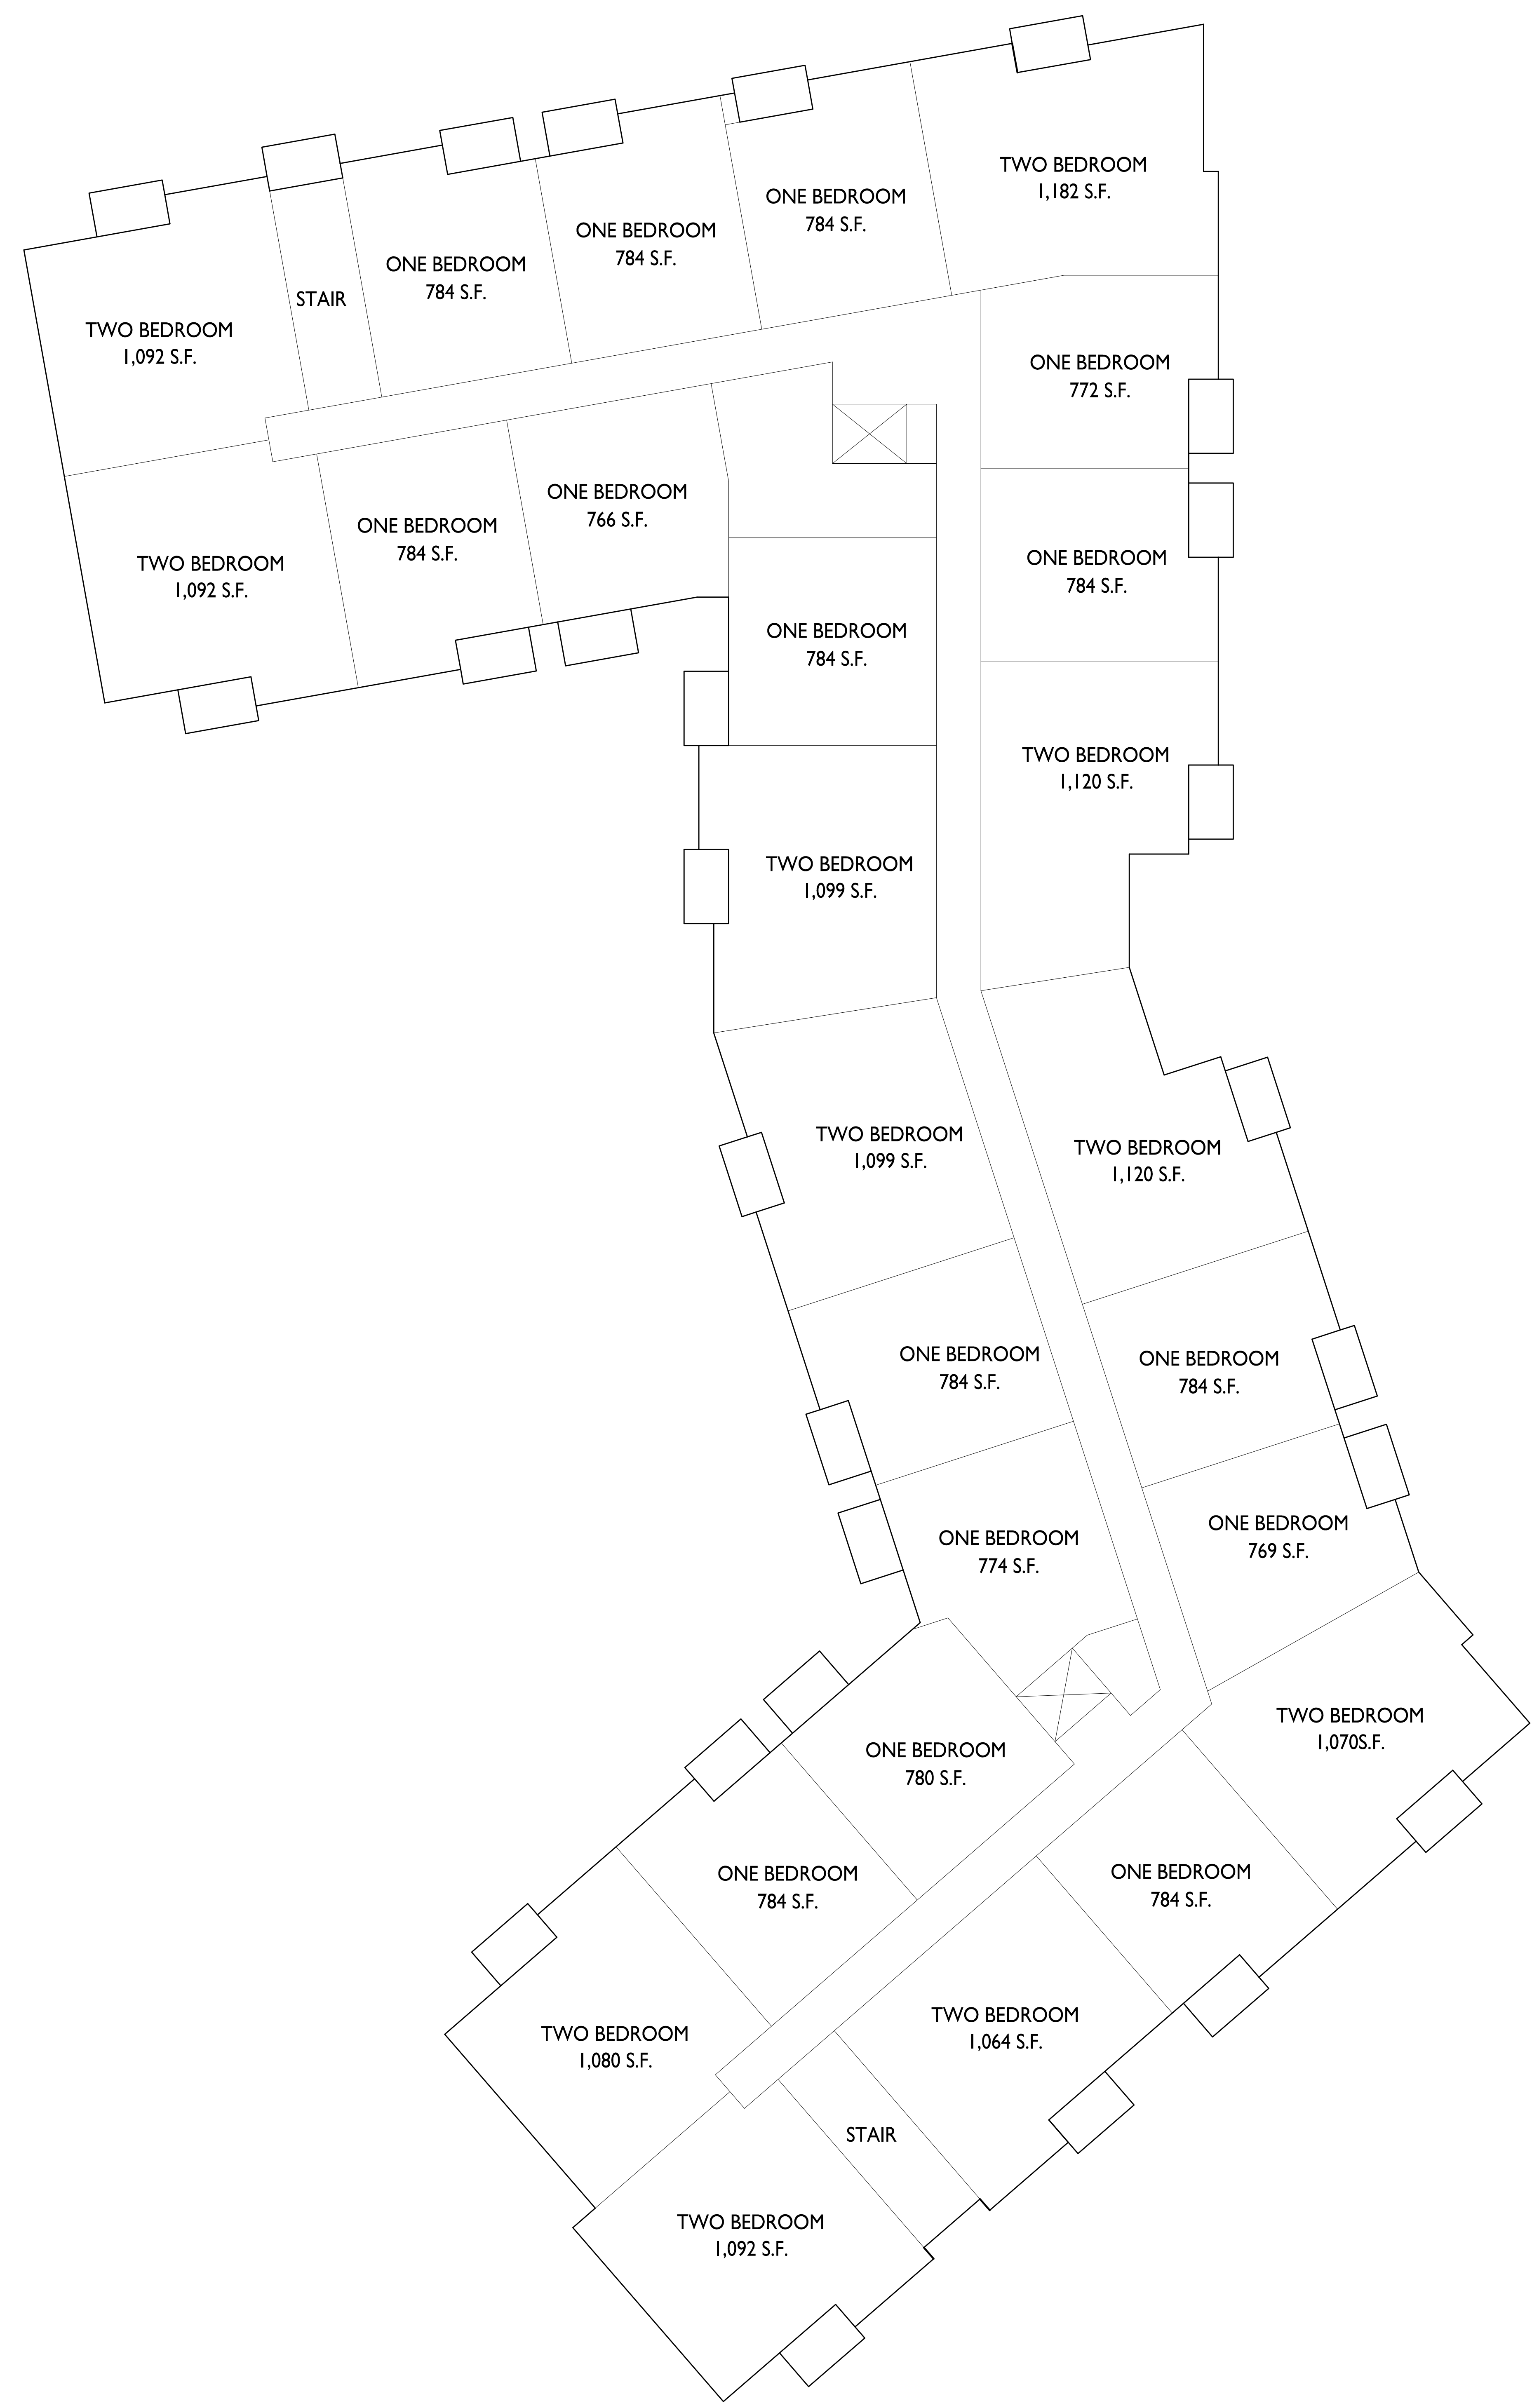 TWO BEDROOM
1,182 S.F.
ONE BEDROOM
784 S.F.
ONE BEDROOM
784 S.F.
ONE BEDROOM
784 S.F.
STAIR
TWO BEDROOM
1,092 S.F.
ONE BEDROOM
772 S.F.
ONE BEDROOM
766 S.F.
ONE BEDROOM
784 S.F.
TWO BEDROOM
1,092 S.F.
ONE BEDROOM
784 S.F.
ONE BEDROOM
784 S.F.
TWO BEDROOM
1,120 S.F.
TWO BEDROOM
1,099 S.F.
TWO BEDROOM
1,099 S.F.
TWO BEDROOM
1,120 S.F.
ONE BEDROOM
784 S.F.
ONE BEDROOM
784 S.F.
ONE BEDROOM
774 S.F.
ONE BEDROOM
769 S.F.
TWO BEDROOM
1,070S.F.
ONE BEDROOM
780 S.F.
ONE BEDROOM
784 S.F.
ONE BEDROOM
784 S.F.
TWO BEDROOM
1,064 S.F.
TWO BEDROOM
1,080 S.F.
STAIR
TWO BEDROOM
1,092 S.F.